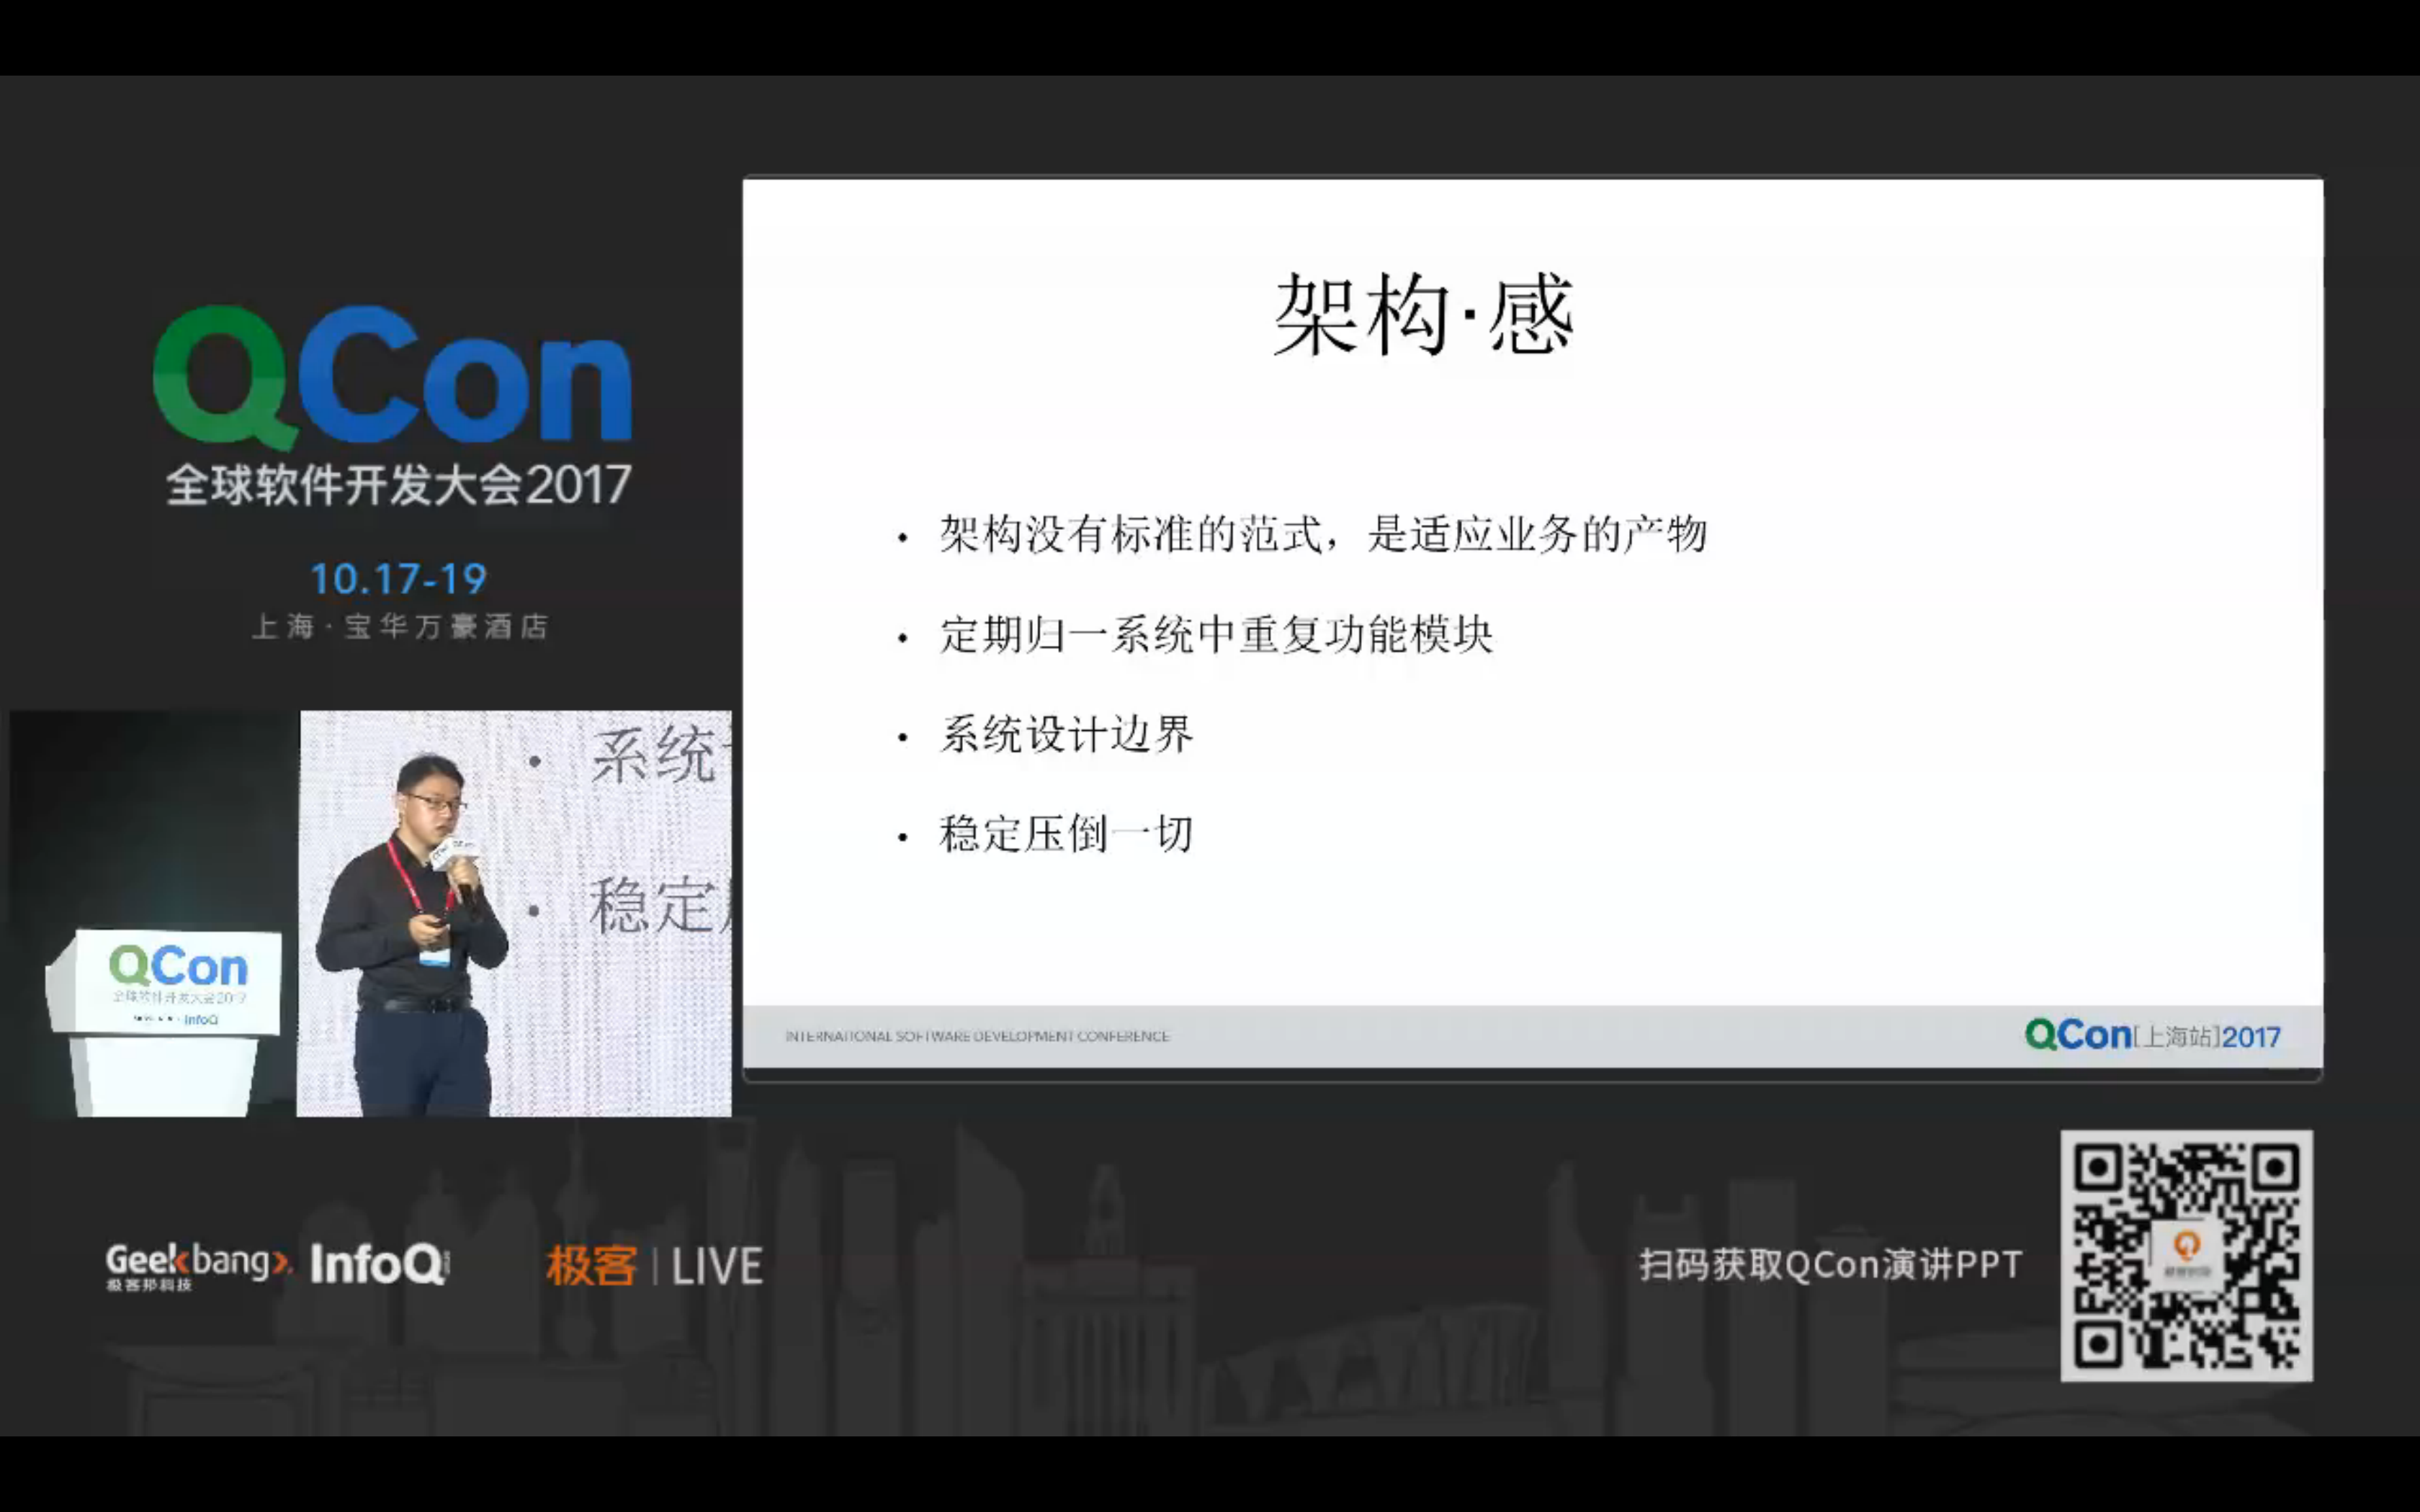 QCon
全球软件开发大会2017
10.17-19
上海·宝华万豪酒店
架构·感
· 架构没有标准的范式，是适应业务的产物
· 定期归一系统中重复功能模块
· 系统设计边界
· 稳定压倒一切
INTERNATIONAL SOFTWARE DEVELOPMENT CONFERENCE
QCon[上海站]2017
· 系统
· 稳定
QCon
全球软件开发大会2017
InfoQ
Geekbang>.
极客邦科技
InfoQ
极客|LIVE
扫码获取QCon演讲PPT